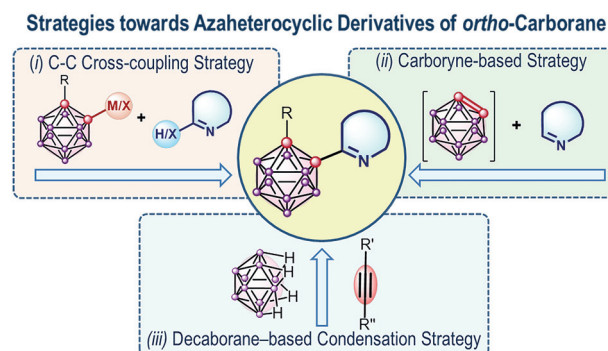 Strategies towards Azaheterocyclic Derivatives of ortho-Carborane
(i) C-C Cross-coupling Strategy
R
M/X
+
H/X
N
(ii) Carboryne-based Strategy
+
N
R
N
H
H
H
H
R'
R"
(iii) Decaborane–based Condensation Strategy